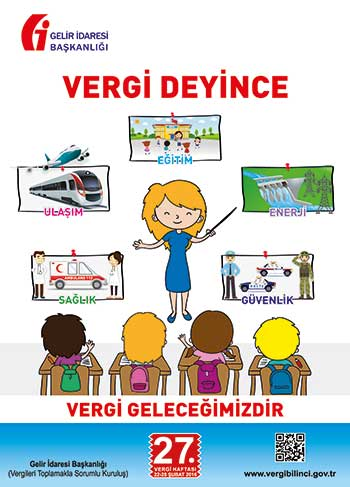 GELİR İDARESİ
BAŞKANLIĞI
VERGİ DEYİNCE
EĞİTİM
ULAŞIM
ENERJİ
SAĞLIK
GÜVENLİK
VERGİ GELECEĞİMİZDİR
Gelir İdaresi Başkanlığı
(Vergileri Toplamakla Sorumlu Kuruluş)
27.
VERGİ HAFTASI
22-28 ŞUBAT 2016
www.vergibilinci.gov.tr